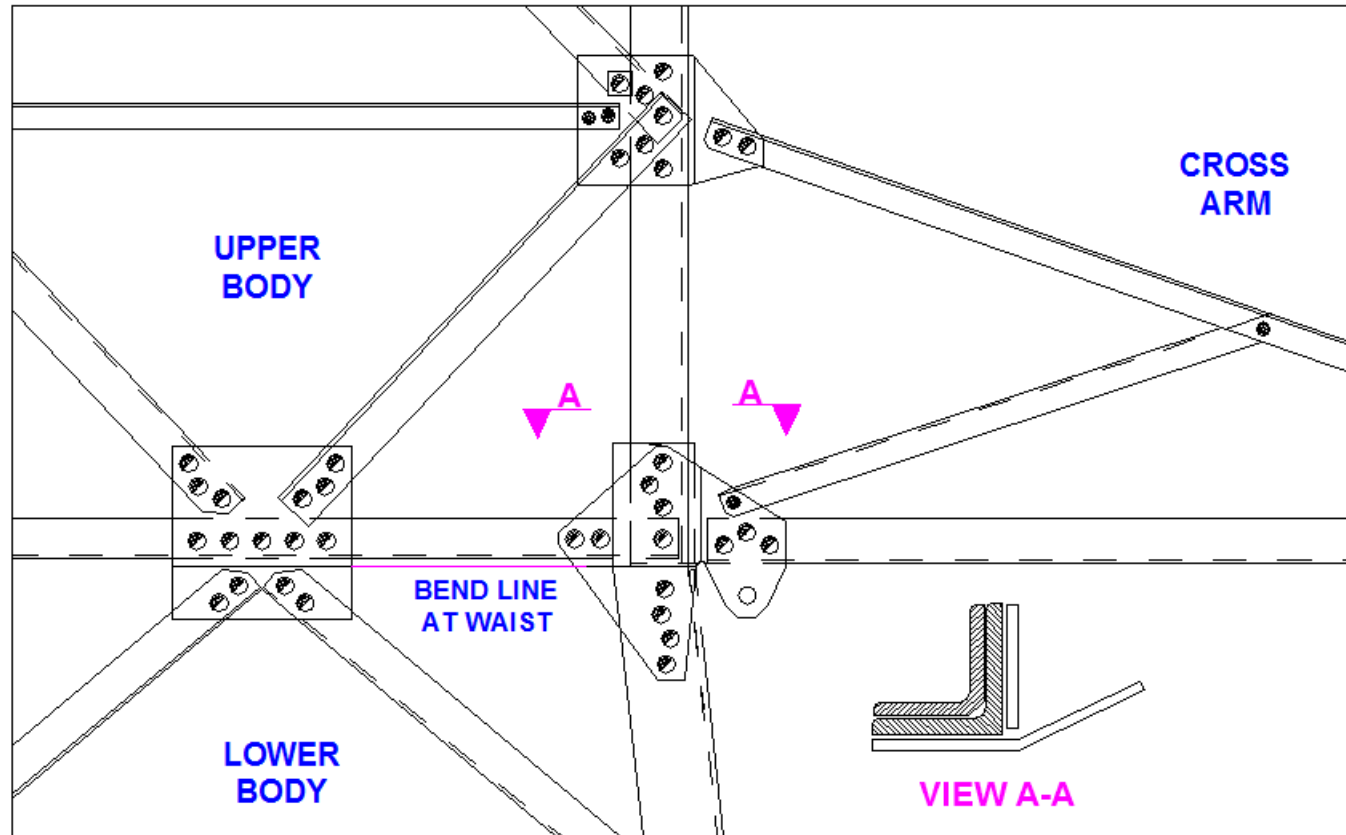 CROSS
ARM
UPPER
BODY
A
A
BEND LINE
AT WAIST
LOWER
BODY
VIEW A-A